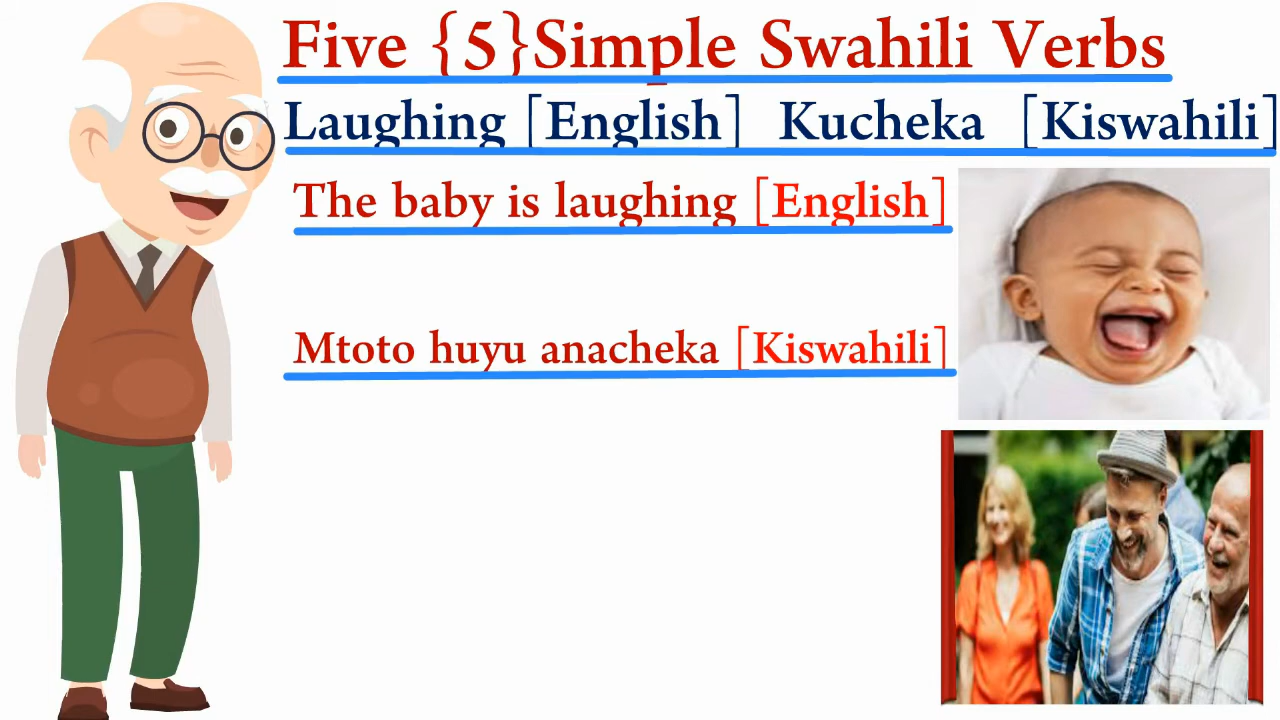 Five {5}Simple Swahili Verbs
Laughing [English] Kucheka [Kiswahili]
The baby is laughing [English]
Mtoto huyu anacheka [Kiswahili]